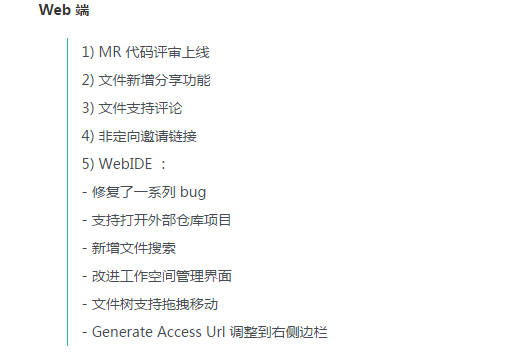 Web 端
1) MR 代码评审上线
2) 文件新增分享功能
3) 文件支持评论
4) 非定向邀请链接
5) WebIDE ：
- 修复了一系列 bug
- 支持打开外部仓库项目
- 新增文件搜索
- 改进工作空间管理界面
- 文件树支持拖拽移动
- Generate Access Url 调整到右侧边栏